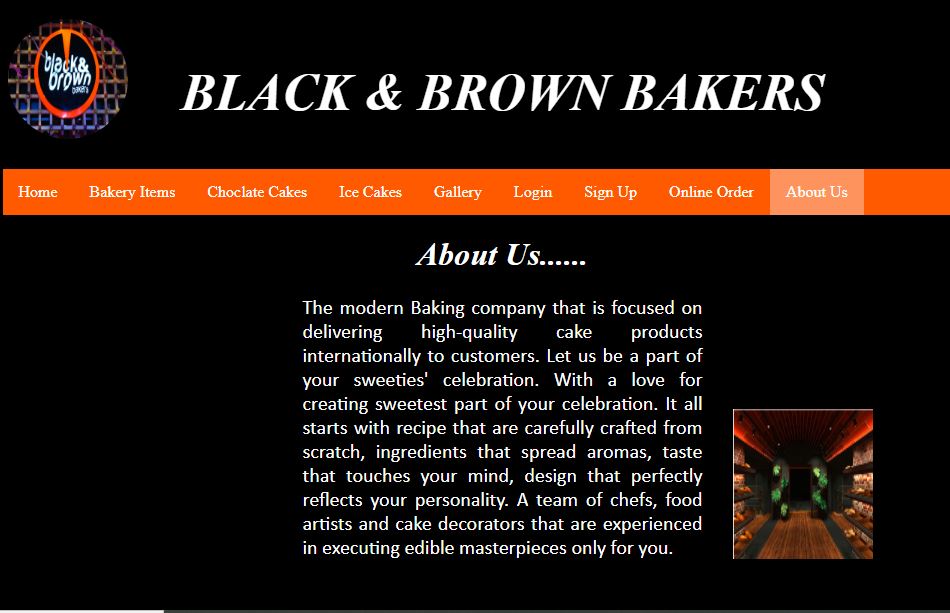 black&
brown
bakers
BLACK & BROWN BAKERS
Home Bakery Items Choclate Cakes Ice Cakes Gallery Login Sign Up Online Order About Us
About Us......
The modern Baking company that is focused on
delivering high-quality cake products
internationally to customers. Let us be a part of
your sweeties' celebration. With a love for
creating sweetest part of your celebration. It all
starts with recipe that are carefully crafted from
scratch, ingredients that spread aromas, taste
that touches your mind, design that perfectly
reflects your personality. A team of chefs, food
artists and cake decorators that are experienced
in executing edible masterpieces only for you.